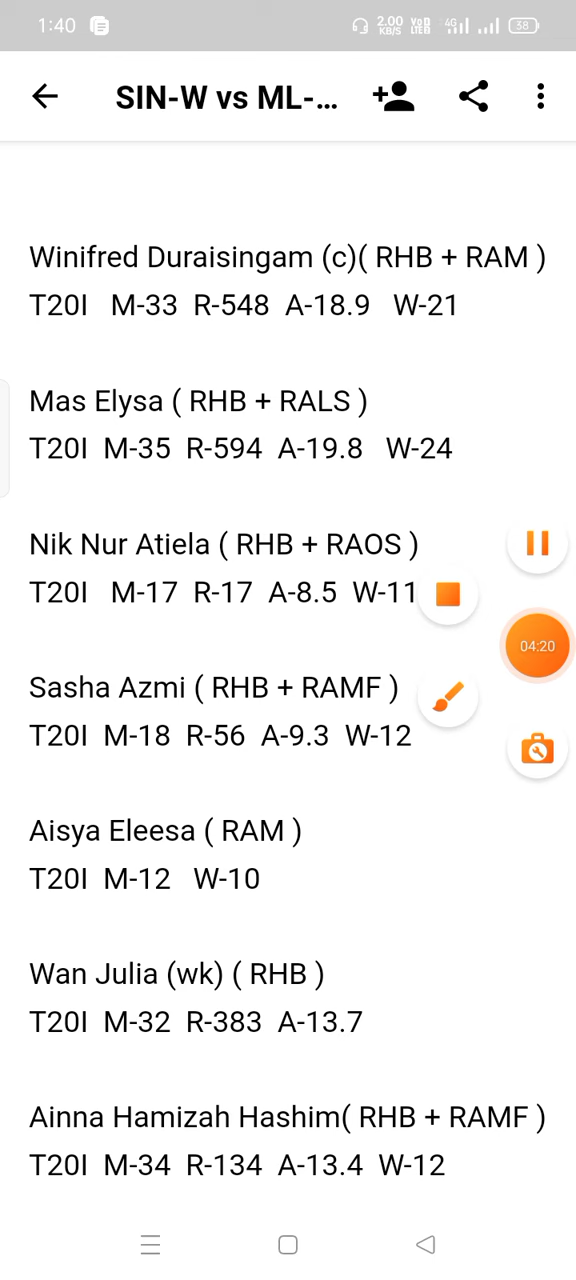 1:40 2.00 KB/S VoD LTE 4G 38
SIN-W vs ML-...
Winifred Duraisingam (c)( RHB + RAM )
T20I M-33 R-548 A-18.9 W-21
Mas Elysa ( RHB + RALS )
T20I M-35 R-594 A-19.8 W-24
Nik Nur Atiela ( RHB + RAOS )
T20I M-17 R-17 A-8.5 W-11
04:20
Sasha Azmi ( RHB + RAMF )
T20I M-18 R-56 A-9.3 W-12
Aisya Eleesa ( RAM )
T20I M-12 W-10
Wan Julia (wk) ( RHB )
T20I M-32 R-383 A-13.7
Ainna Hamizah Hashim( RHB + RAMF )
T20I M-34 R-134 A-13.4 W-12